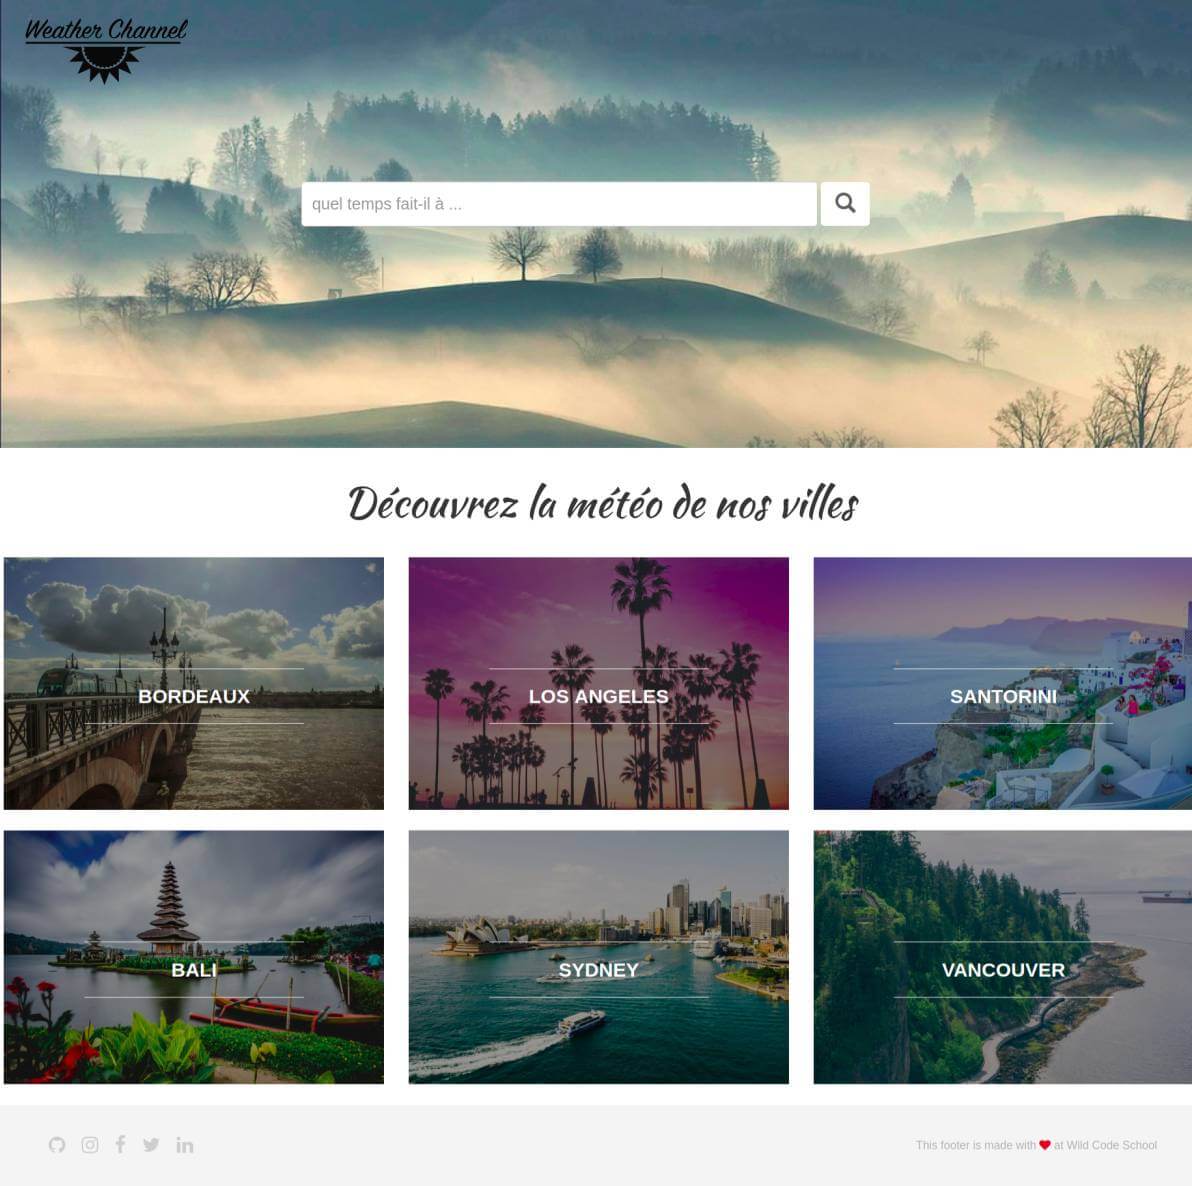 Weather Channel
quel temps fait-il à ...
Découvrez la météo de nos villes
BORDEAUX
LOS ANGELES
SANTORINI
BALI
SYDNEY
VANCOUVER
This footer is made with ❤ at Wild Code School